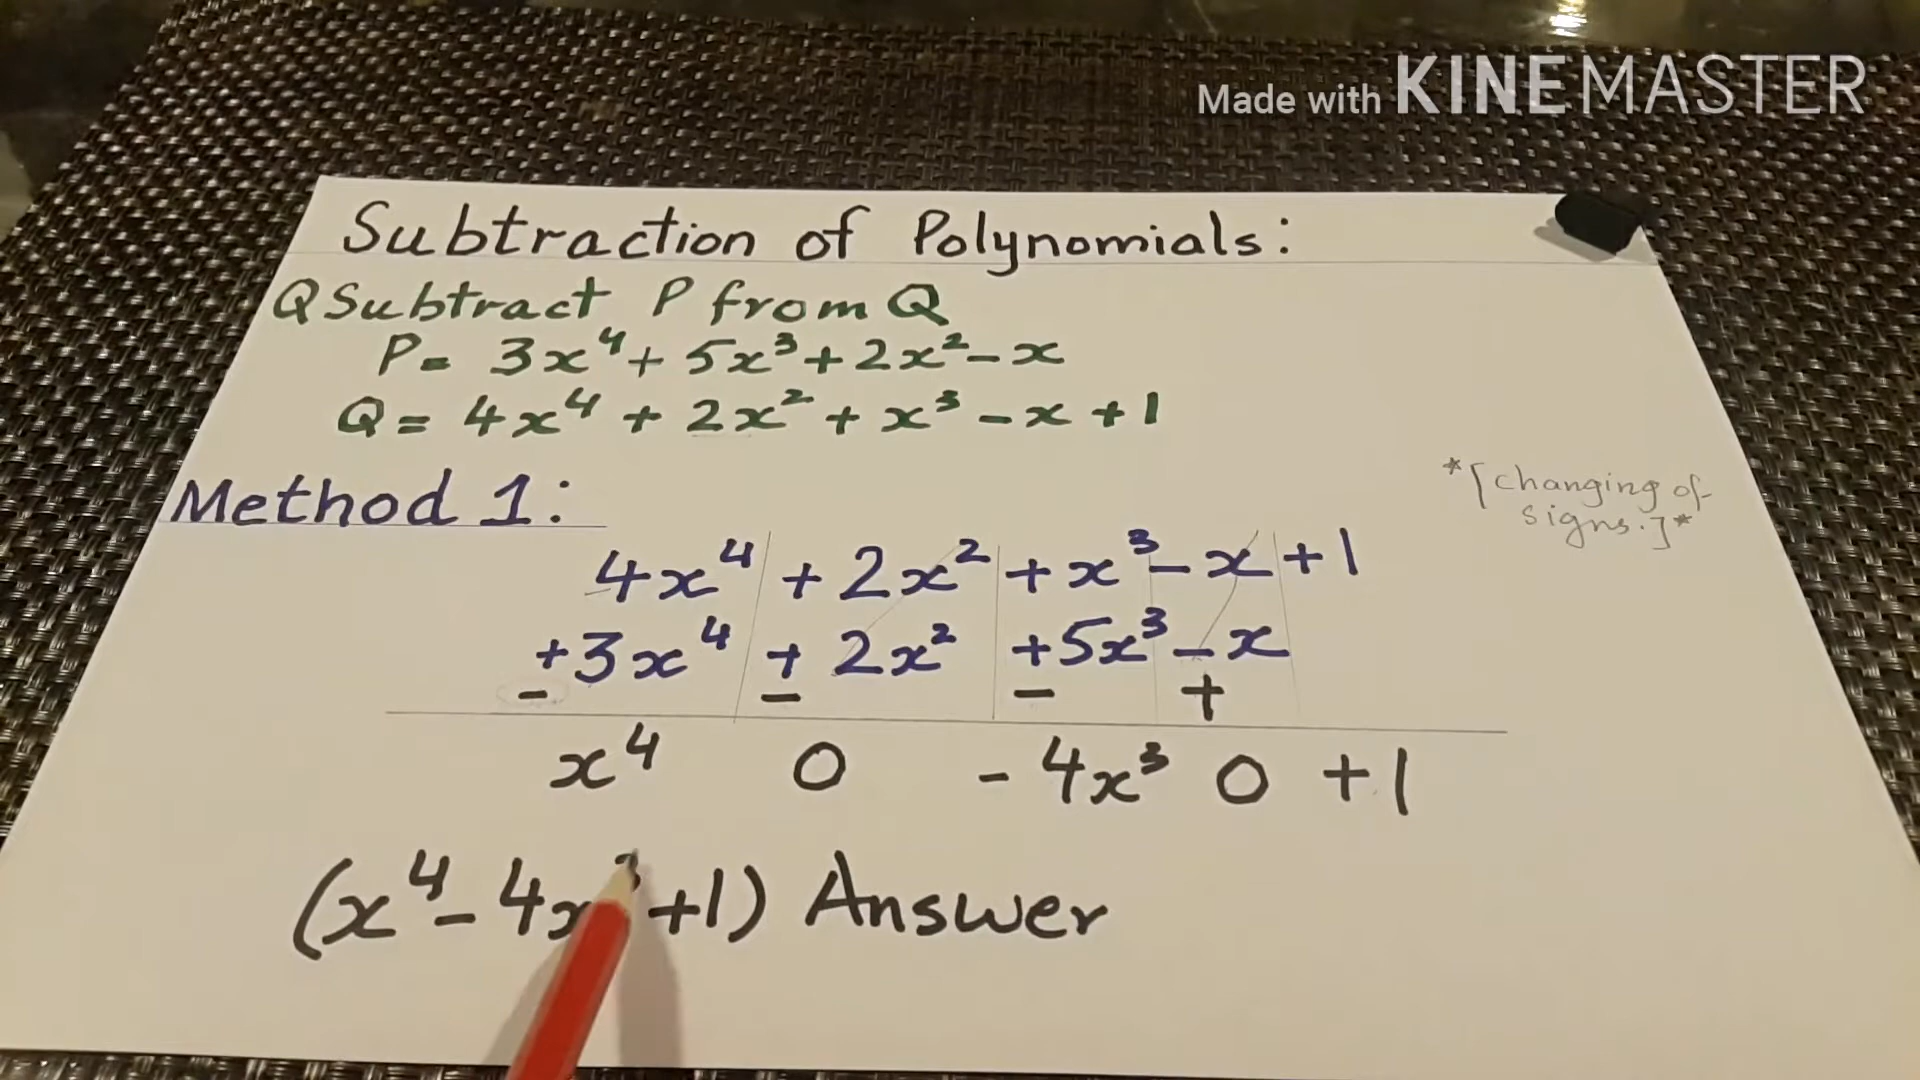 Made with KINEMASTER
Subtraction of Polynomials:
Q Subtract P from Q
P= 3x⁴ + 5x³ + 2x² - x
Q = 4x⁴ + 2x² + x³ - x + 1
Method 1:
*[changing of
signs.]*
4x⁴ + 2x² + x³ - x + 1
+3x⁴ + 2x² +5x³ - x
- - - +
x⁴ 0 - 4x³ 0 + 1
(x⁴ - 4x +1) Answer